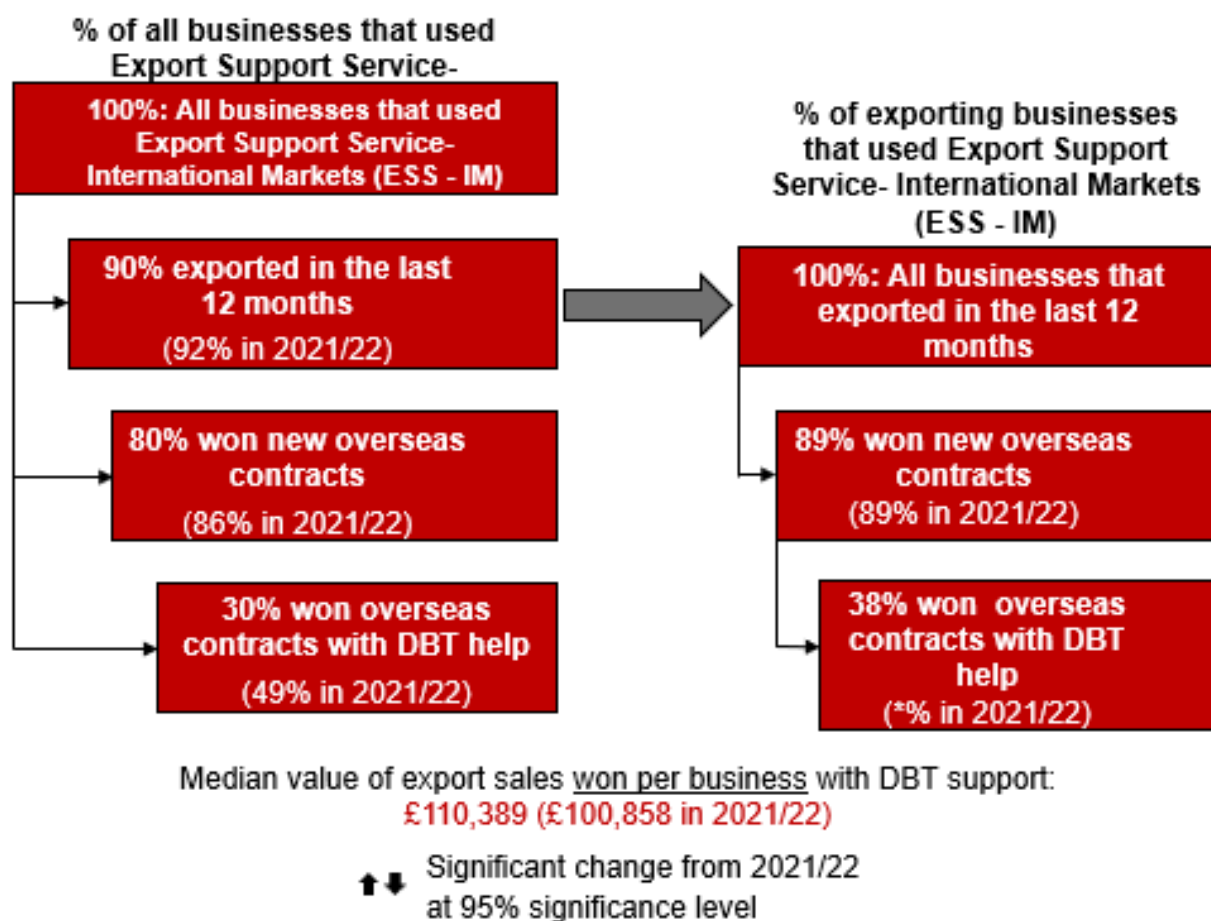 % of all businesses that used
Export Support Service-
100%: All businesses that used
Export Support Service-
International Markets (ESS - IM)
90% exported in the last
12 months
(92% in 2021/22)
80% won new overseas
contracts
(86% in 2021/22)
30% won overseas
contracts with DBT help
(49% in 2021/22)
% of exporting businesses
that used Export Support
Service- International Markets
(ESS - IM)
100%: All businesses that
exported in the last 12
months
89% won new overseas
contracts
(89% in 2021/22)
38% won overseas
contracts with DBT
help
(*% in 2021/22)
Median value of export sales won per business with DBT support:
£110,389 (£100,858 in 2021/22)
Significant change from 2021/22
at 95% significance level